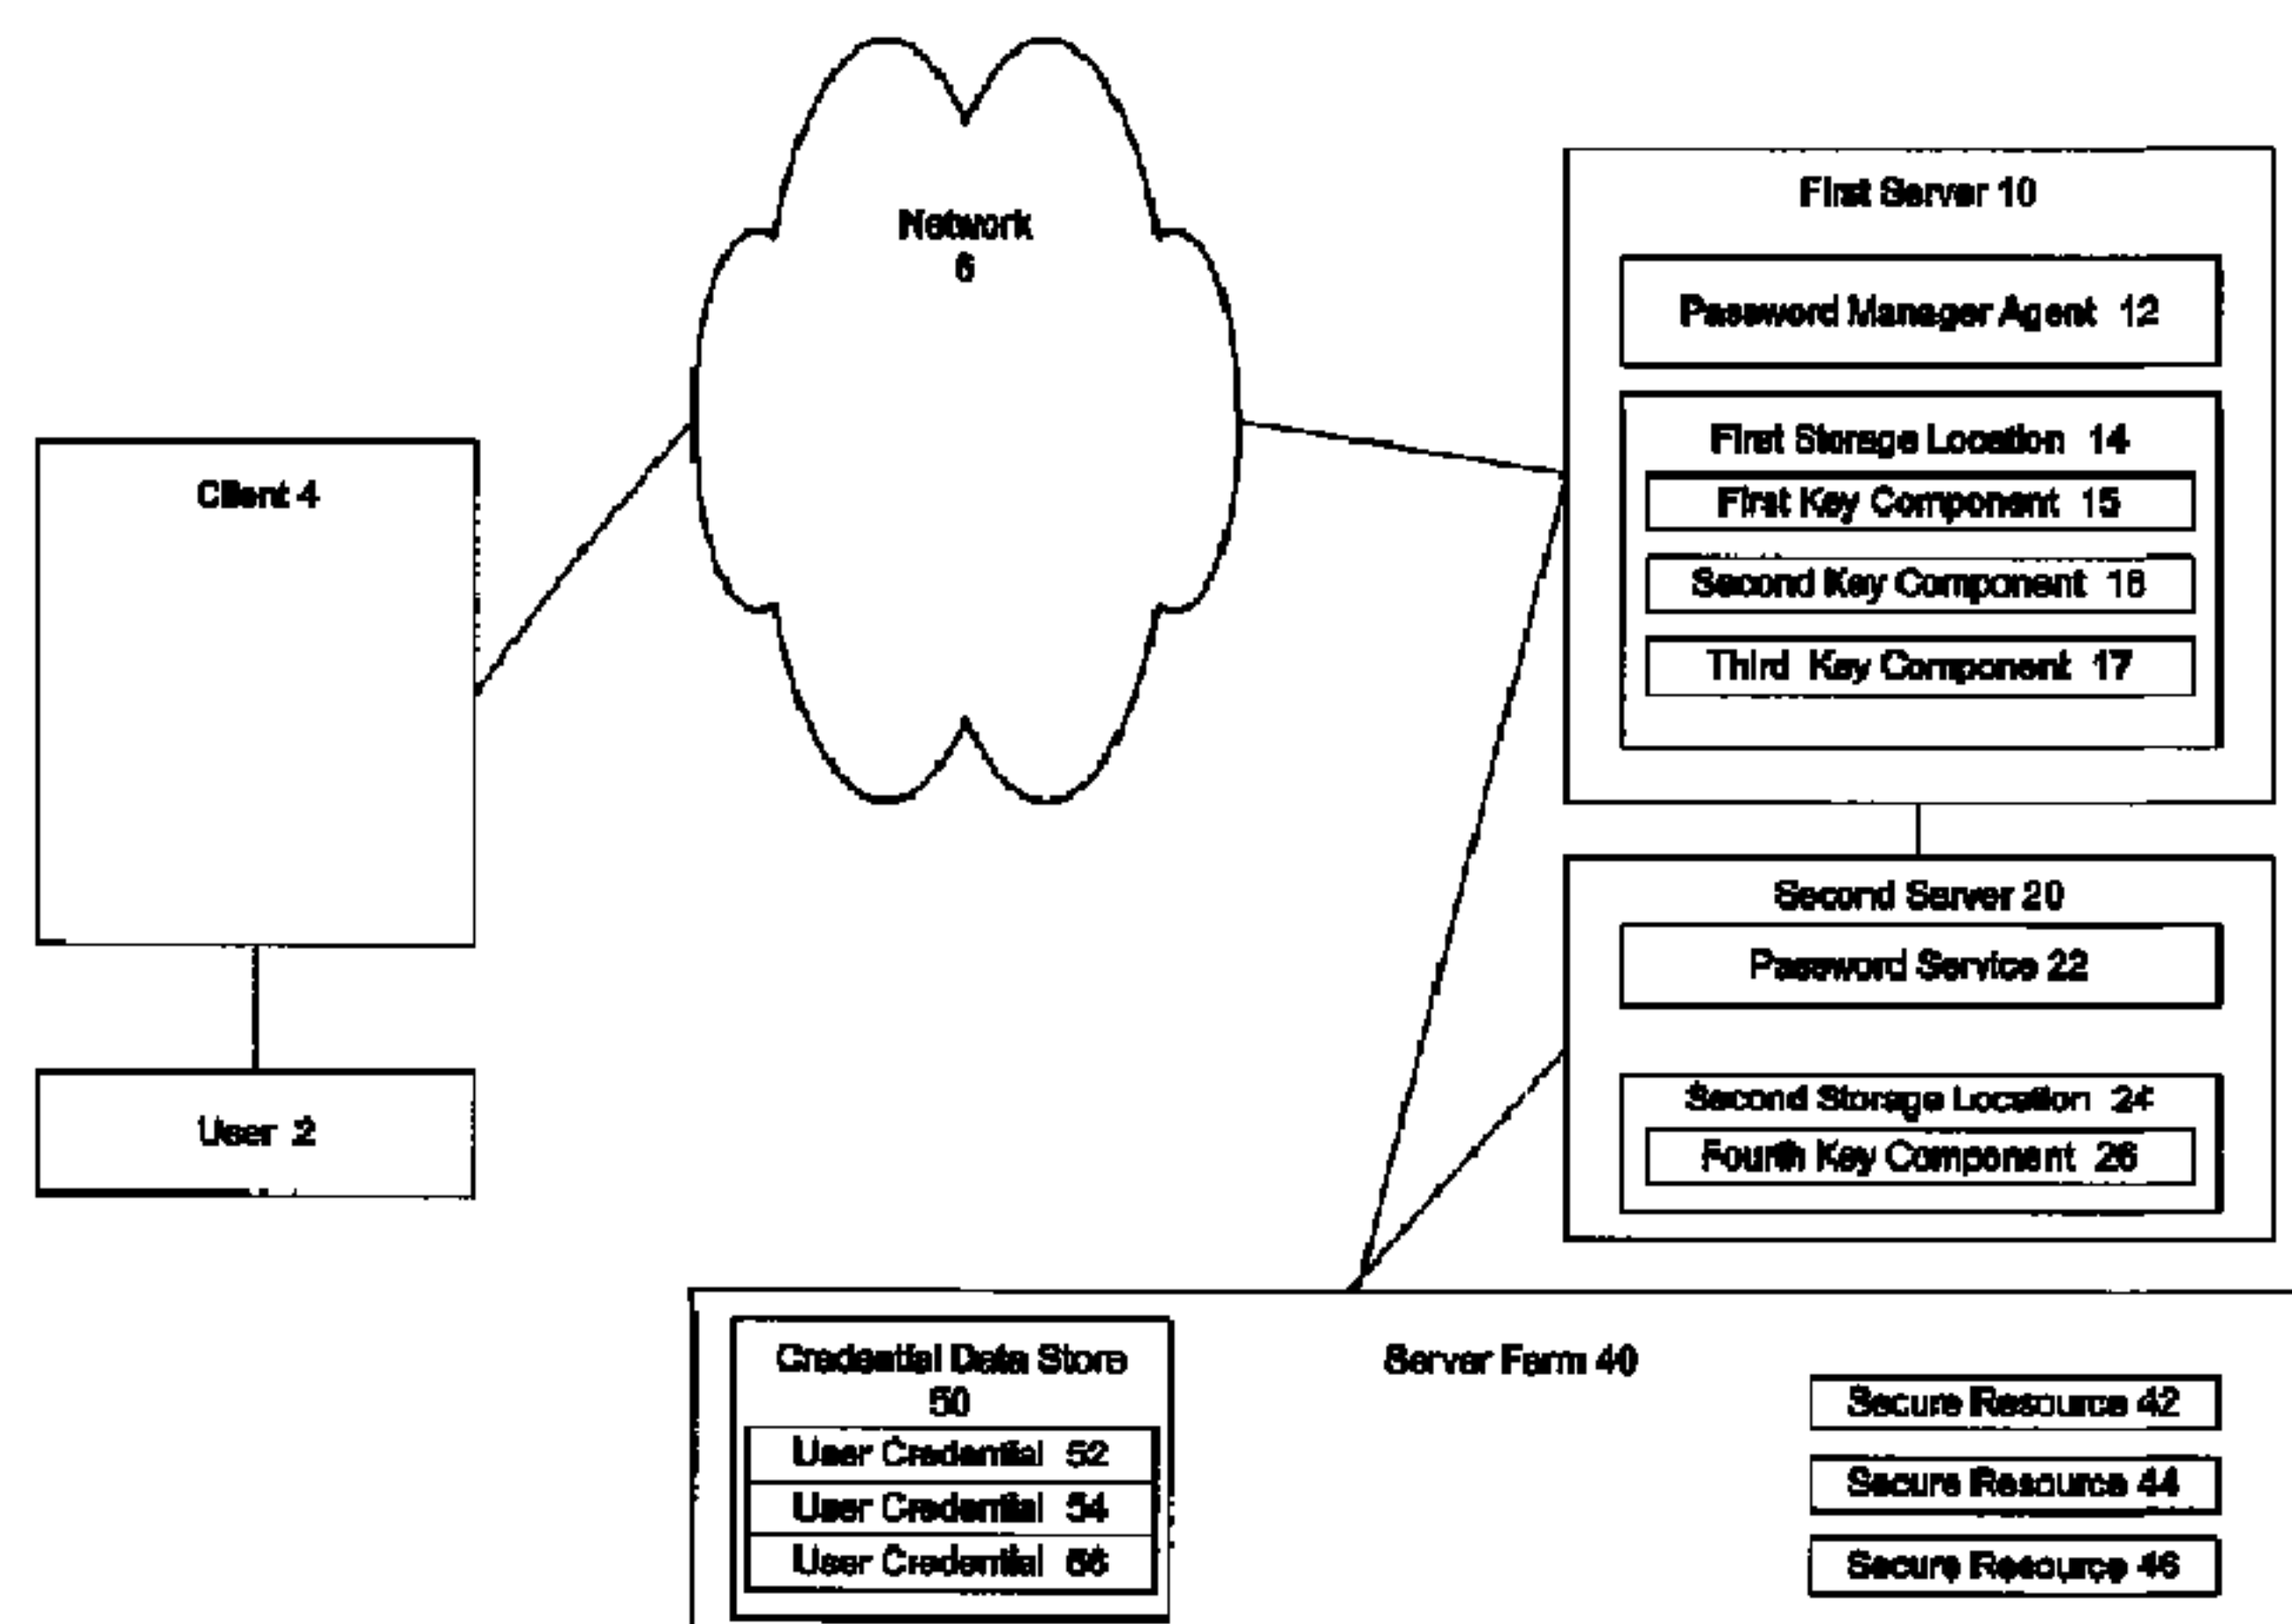 Network
6
First Server 10
Password Manager Agent 12
First Storage Location 14
First Key Component 15
Second Key Component 16
Third Key Component 17
Client 4
User 2
Second Server 20
Password Service 22
Second Storage Location 24
Fourth Key Component 26
Credential Data Store
50
User Credential 52
User Credential 54
User Credential 56
Server Farm 40
Secure Resource 42
Secure Resource 44
Secure Resource 46